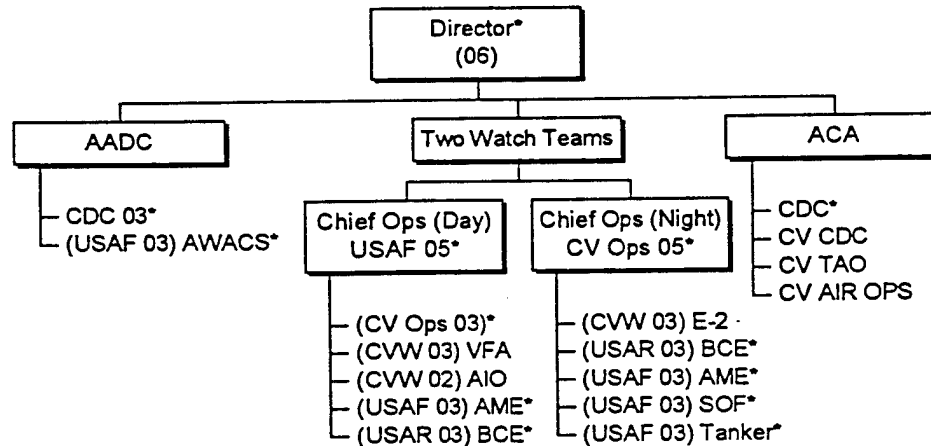 Director*
(06)
AADC
Two Watch Teams
ACA
CDC 03*
(USAF 03) AWACS*
Chief Ops (Day)
USAF 05*
(CV Ops 03)*
(CVW 03) VFA
(CVW 02) AIO
(USAF 03) AME*
(USAR 03) BCE*
Chief Ops (Night)
CV Ops 05*
(CVW 03) E-2
(USAR 03) BCE*
(USAF 03) AME*
(USAF 03) SOF*
(USAF 03) Tanker*
CDC*
CV CDC
CV TAO
CV AIR OPS